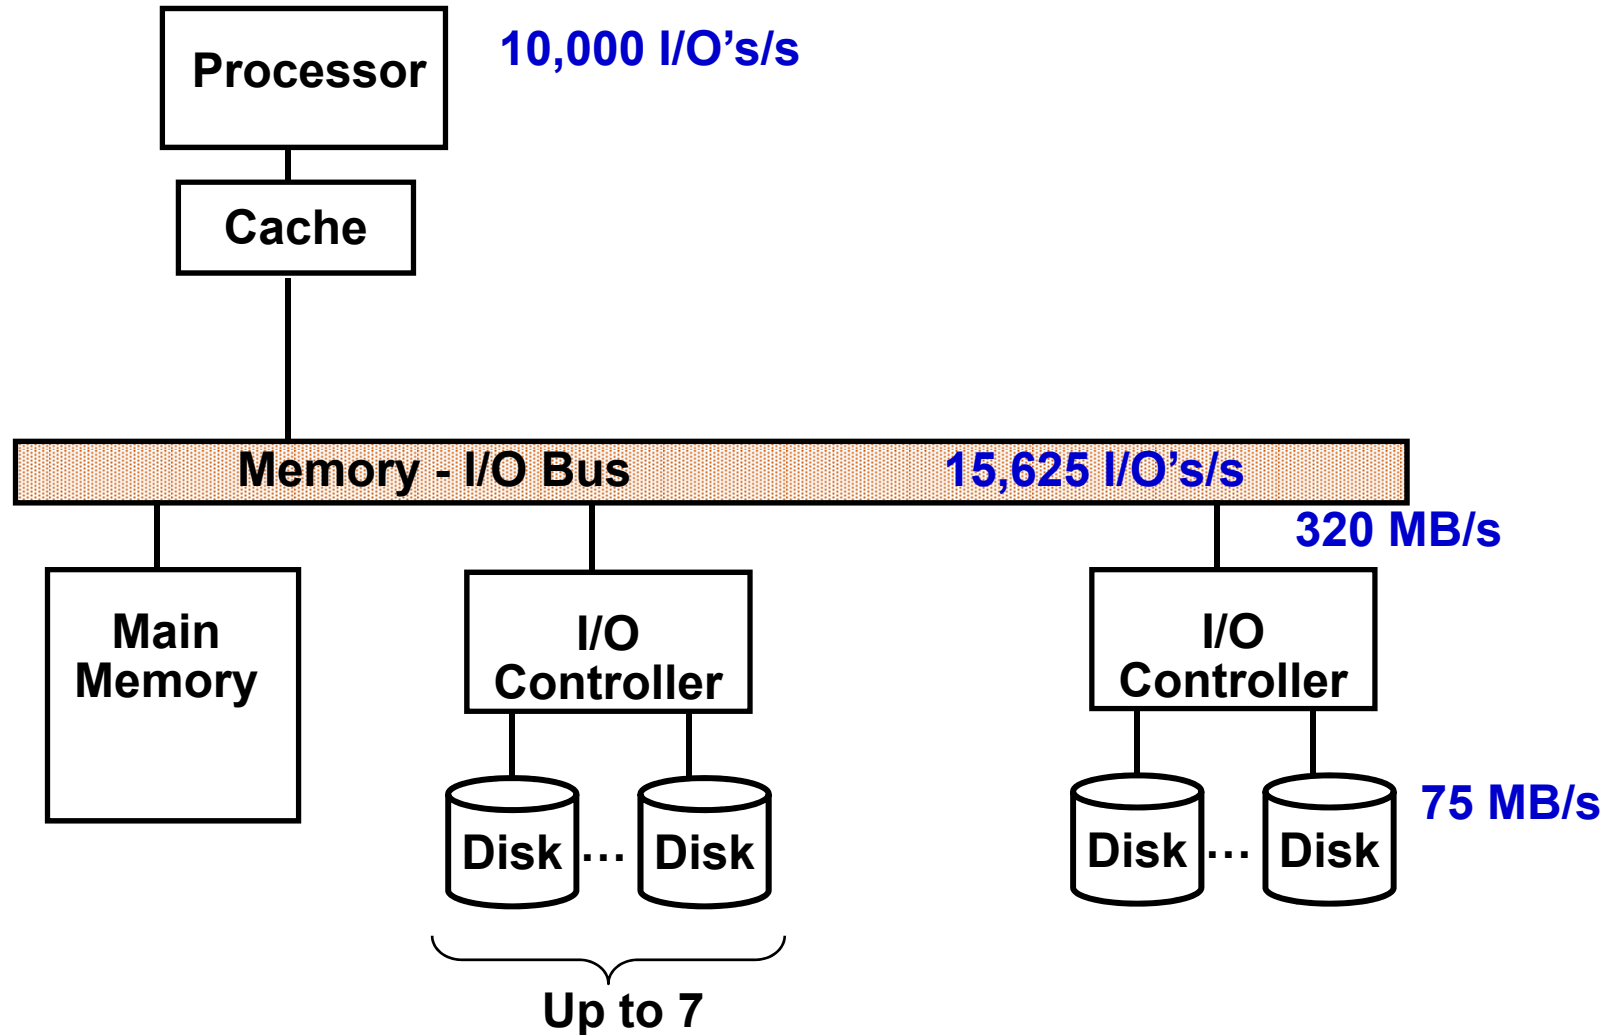 Processor
10,000 I/O’s/s
Cache
Memory - I/O Bus
15,625 I/O's/s
320 MB/s
Main
Memory
I/O
Controller
I/O
Controller
Disk
...
Disk
Disk
...
Disk
75 MB/s
Up to 7